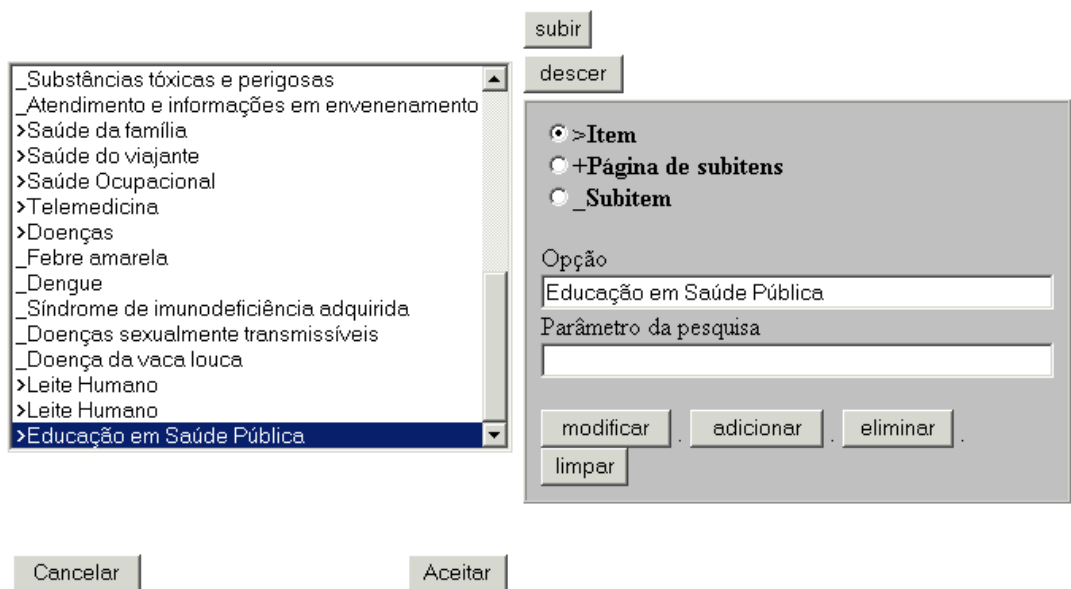 subir
descer
_Substâncias tóxicas e perigosas
_Atendimento e informações em envenenamento
>Saúde da família
>Saúde do viajante
>Saúde Ocupacional
>Telemedicina
>Doenças
_Febre amarela
_Dengue
_Síndrome de imunodeficiência adquirida
_Doenças sexualmente transmissíveis
_Doença da vaca louca
>Leite Humano
>Leite Humano
>Educação em Saúde Pública
>Item
+Página de subitens
_Subitem
Opção
Educação em Saúde Pública
Parâmetro da pesquisa
modificar . adicionar . eliminar .
limpar
Cancelar Aceitar